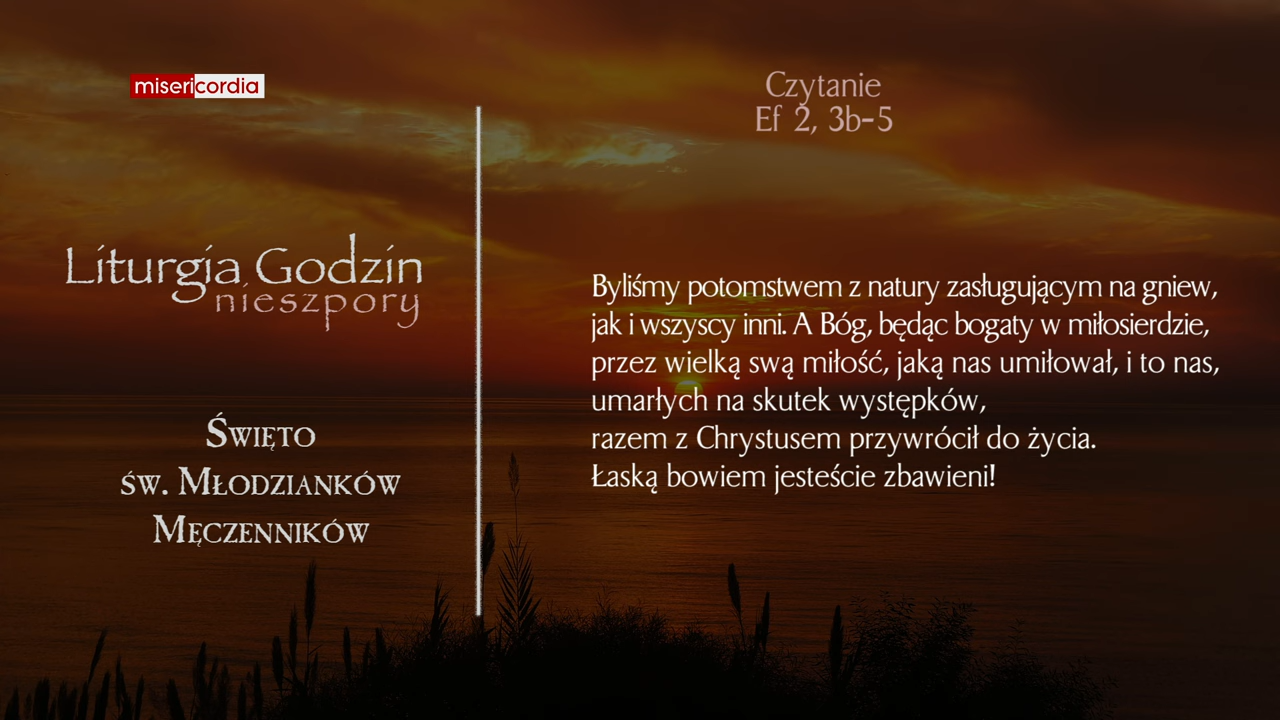 misericordia
Liturgia Godzin
nieszpory
Święto
św. Młodzianków
Męczenników
Czytanie
Ef 2, 3b-5
Byliśmy potomstwem z natury zasługującym na gniew,
jak i wszyscy inni. A Bóg, będąc bogaty w miłosierdzie,
przez wielką swą miłość, jaką nas umiłował, i to nas,
umarłych na skutek występków,
razem z Chrystusem przywrócił do życia.
Łaską bowiem jesteście zbawieni!